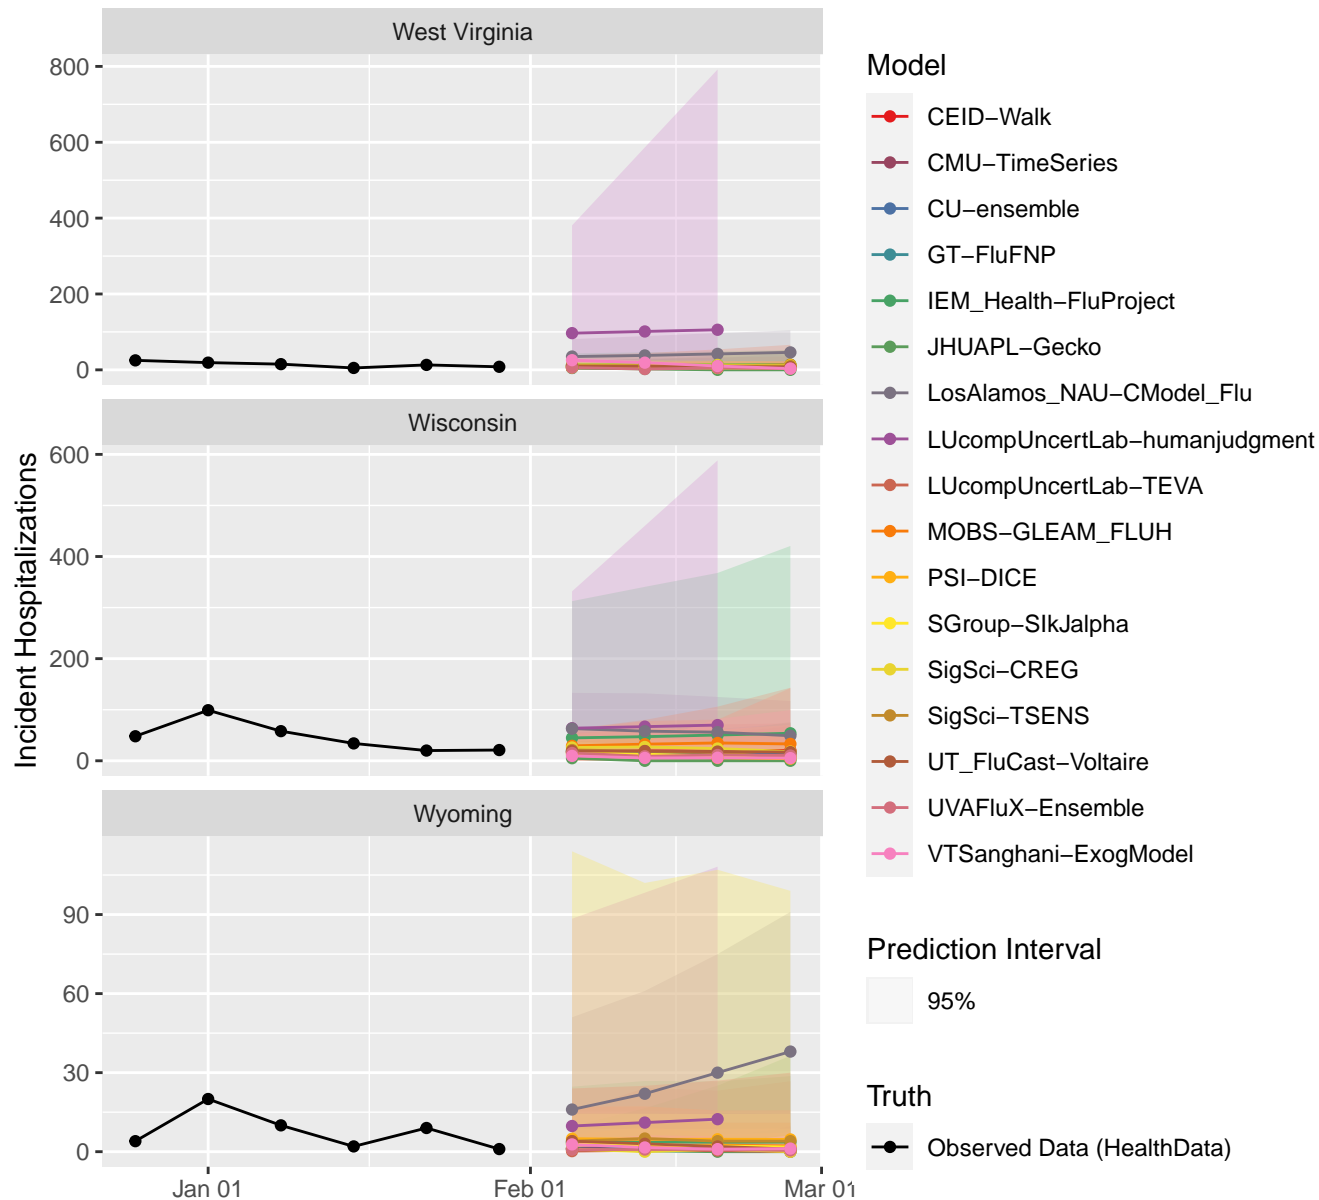 West Virginia
800
600
400
200
0
Wisconsin
600
400
200
0
Wyoming
90
60
30
0
Jan 01
Feb 01
Mar 01
Incident Hospitalizations
Model
CEID−Walk
CMU−TimeSeries
CU−ensemble
GT−FluFNP
IEM_Health−FluProject
JHUAPL−Gecko
LosAlamos_NAU−CModel_Flu
LUcompUncertLab−humanjudgment
LUcompUncertLab−TEVA
MOBS−GLEAM_FLUH
PSI−DICE
SGroup−SIkJalpha
SigSci−CREG
SigSci−TSENS
UT_FluCast−Voltaire
UVAFluX−Ensemble
VTSanghani−ExogModel
Prediction Interval
95%
Truth
Observed Data (HealthData)